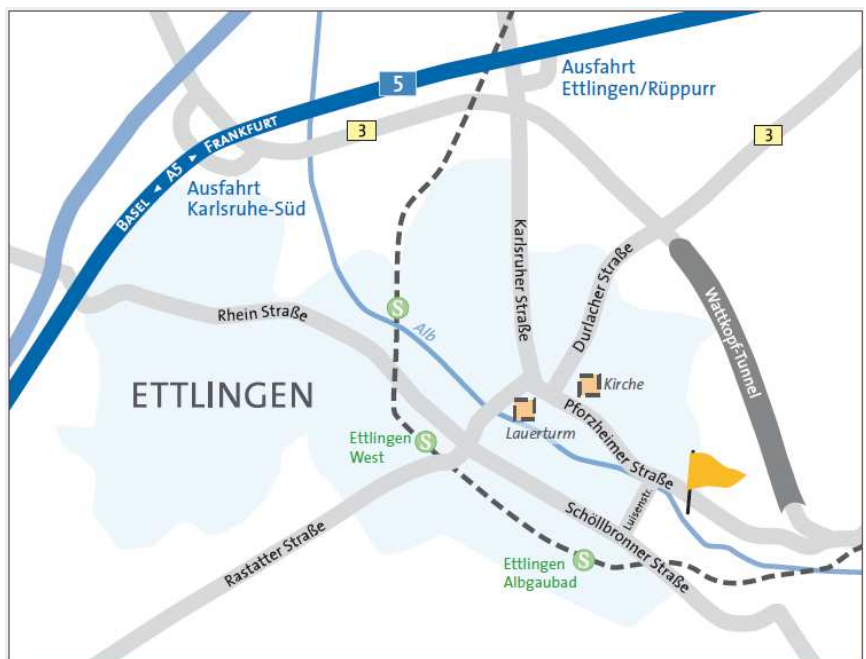 5
Ausfahrt
Ettlingen/Rüppurr
3
3
BASEL ◄ A5 ► FRANKFURT
Ausfahrt
Karlsruhe-Süd
Karlsruher Straße
Durlacher Straße
Wattkopf-Tunnel
Rhein Straße
S
Alb
ETTLINGEN
Kirche
Lauerturm
Pforzheimer Straße
Ettlingen
West
S
Luisenstr.
Schöllbronner Straße
Rastatter Straße
Ettlingen
Albgaubad
S